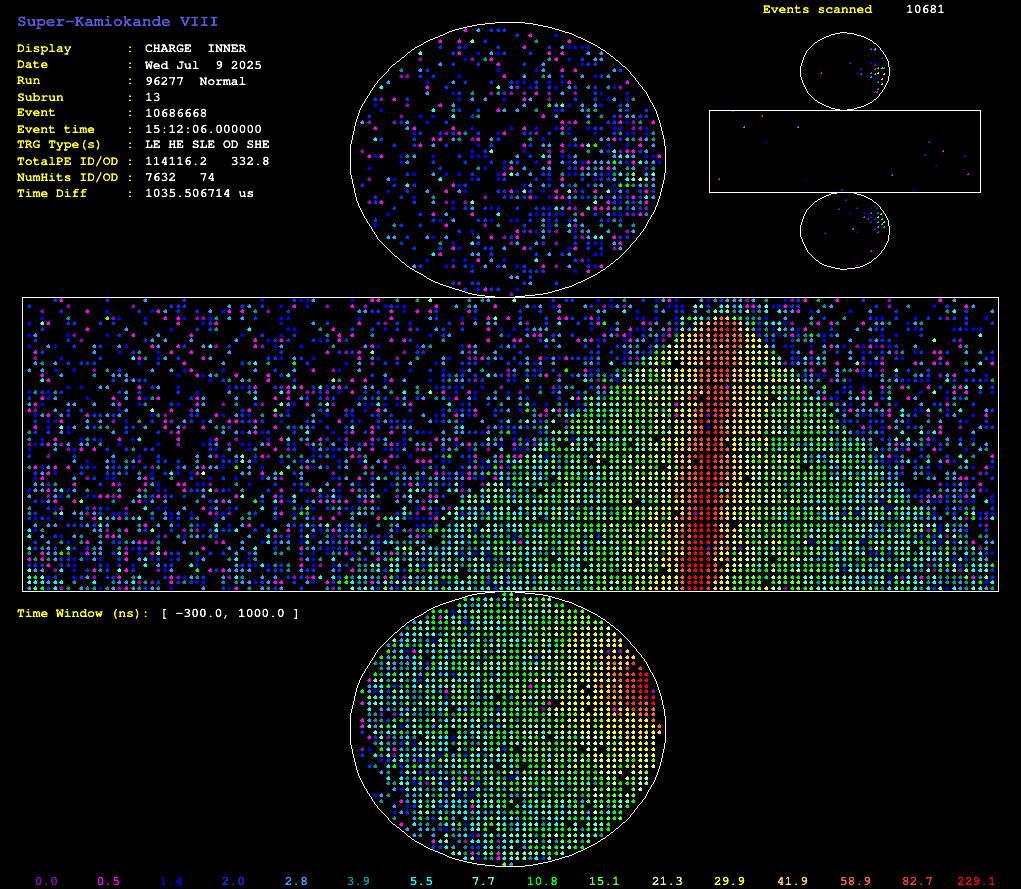 Super-Kamiokande VIII
Display : CHARGE INNER
Date : Wed Jul 9 2025
Run : 96277 Normal
Subrun : 13
Event : 10686668
Event time : 15:12:06.000000
TRG Type(s) : LE HE SLE OD SHE
TotalPE ID/OD : 114116.2 332.8
NumHits ID/OD : 7632 74
Time Diff : 1035.506714 us
Events scanned 10681
Time Window (ns): [ -300.0, 1000.0 ]
0.0 0.5 1.4 2.0 2.8 3.9 5.5 7.7 10.8 15.1 21.3 29.9 41.9 58.9 82.7 229.1